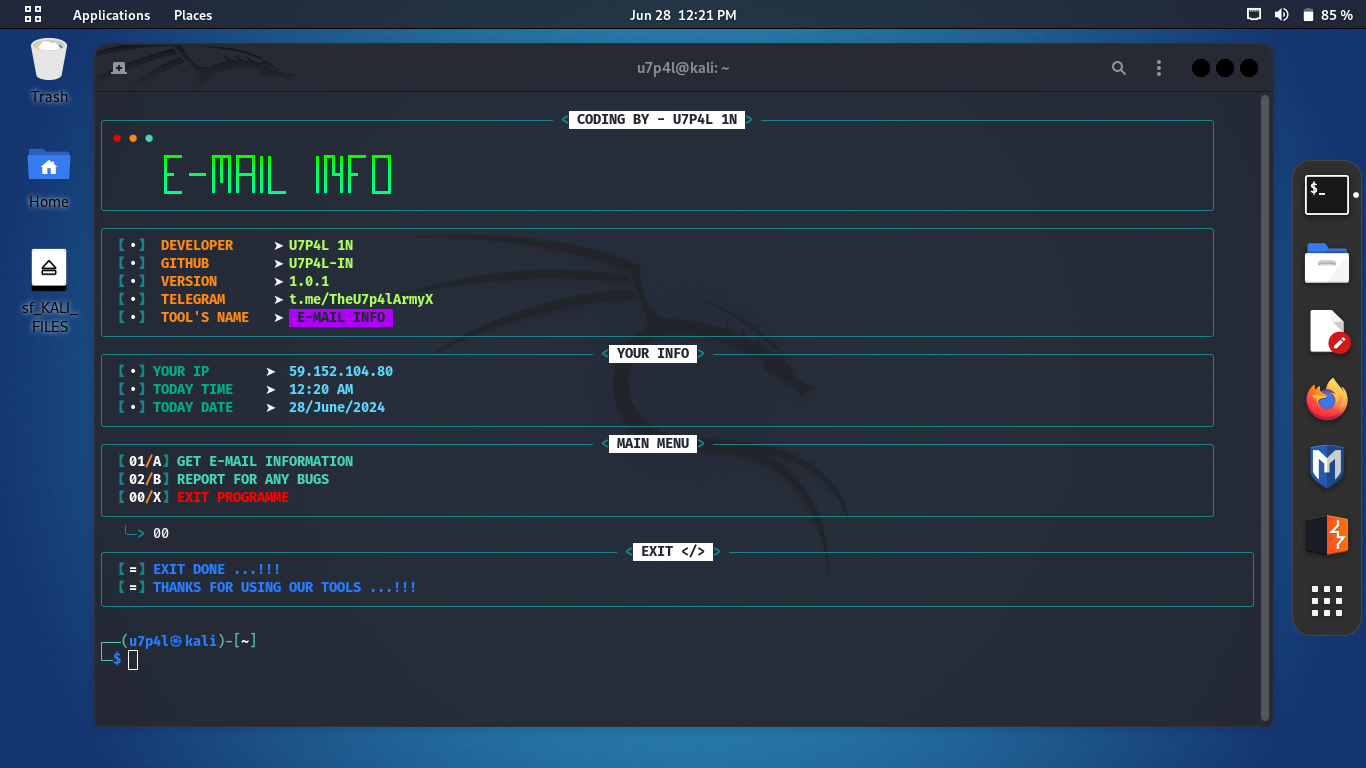 Applications Places Jun 28 12:21 PM 85 %
Trash
Home
sf_KALI_
FILES
u7p4l@kali: ~
< CODING BY - U7P4L 1N >
E-MAIL INFO
【 • 】 DEVELOPER ➤ U7P4L 1N
【 • 】 GITHUB ➤ U7P4L-IN
【 • 】 VERSION ➤ 1.0.1
【 • 】 TELEGRAM ➤ t.me/TheU7p4lArmyX
【 • 】 TOOL'S NAME ➤ E-MAIL INFO
< YOUR INFO >
【 • 】YOUR IP ➤ 59.152.104.80
【 • 】TODAY TIME ➤ 12:20 AM
【 • 】TODAY DATE ➤ 28/June/2024
< MAIN MENU >
【 01/A 】GET E-MAIL INFORMATION
【 02/B 】REPORT FOR ANY BUGS
【 00/X 】EXIT PROGRAMME
╰─> 00
< EXIT </> >
【 = 】EXIT DONE ...!!!
【 = 】THANKS FOR USING OUR TOOLS ...!!!
┌──(u7p4l㉿kali)-[~]
└─$
$_